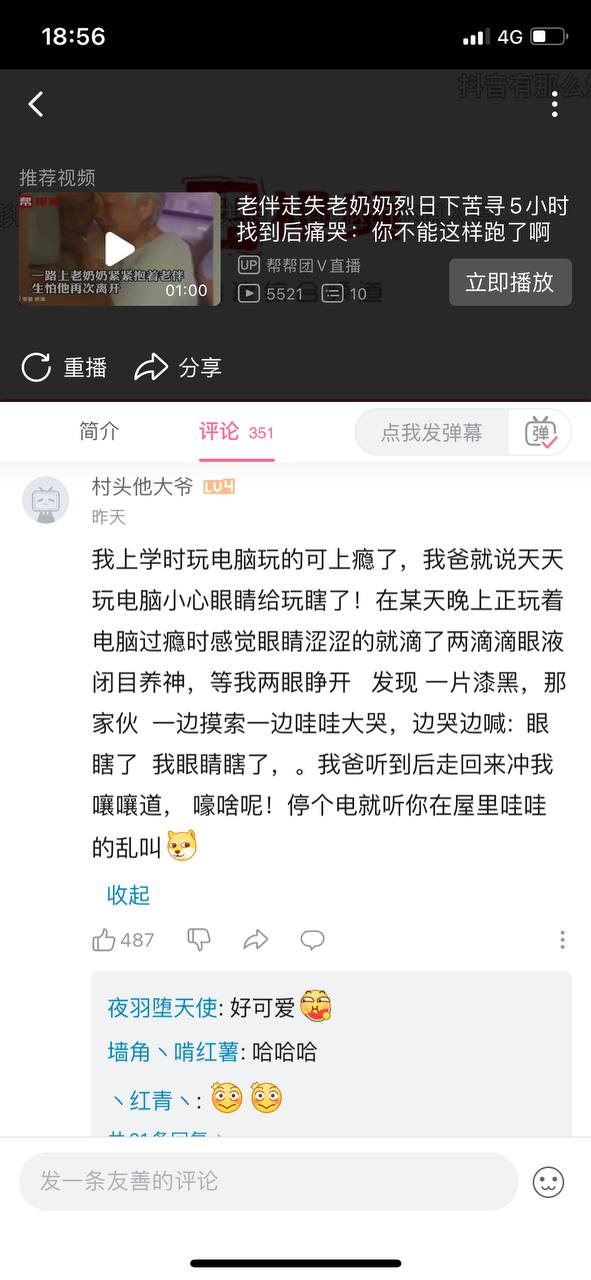 18:56
4G
抖音有那么
推荐视频
老伴走失老奶奶烈日下苦寻5小时
找到后痛哭：你不能这样跑了啊
一路上老奶奶紧紧抱着老伴
生怕他再次离开
01:00
UP 帮帮团V直播
5521 10
立即播放
重播 分享
简介 评论 351 点我发弹幕 弹
村头他大爷 LV4
昨天
我上学时玩电脑玩的可上瘾了，我爸就说天天
玩电脑小心眼睛给玩瞎了！在某天晚上正玩着
电脑过瘾时感觉眼睛涩涩的就滴了两滴滴眼液
闭目养神，等我两眼睁开 发现 一片漆黑，那
家伙 一边摸索一边哇哇大哭，边哭边喊: 眼
瞎了 我眼睛瞎了，。我爸听到后走回来冲我
嚷嚷道， 嚎啥呢！停个电就听你在屋里哇哇
的乱叫
收起
487
夜羽堕天使: 好可爱
墙角丶啃红薯: 哈哈哈
丶红青丶:
发一条友善的评论